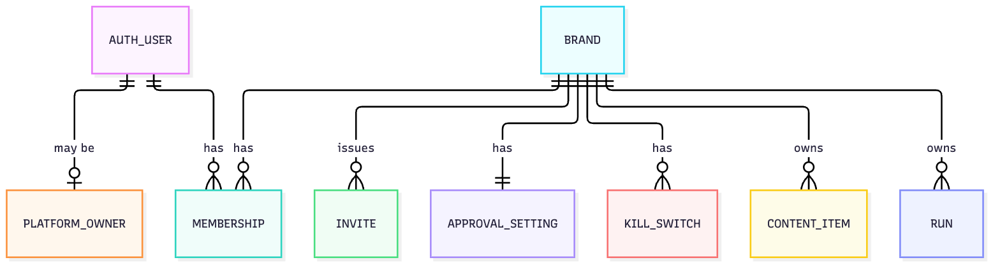 AUTH_USER
BRAND
may be
has
has
issues
has
has
owns
owns
PLATFORM_OWNER
MEMBERSHIP
INVITE
APPROVAL_SETTING
KILL_SWITCH
CONTENT_ITEM
RUN